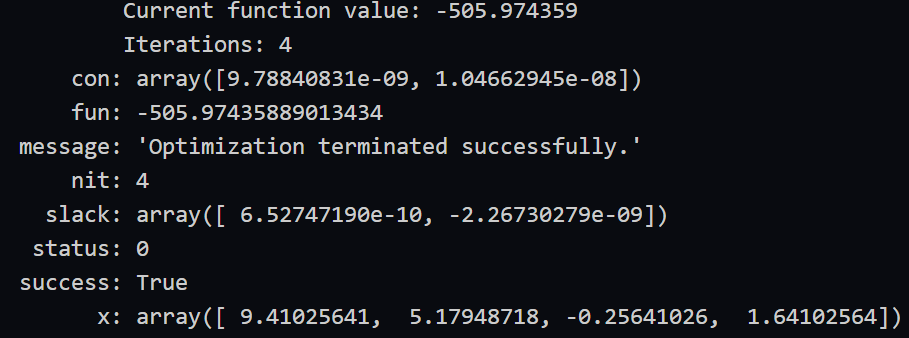 Current function value: -505.974359
Iterations: 4
con: array([9.78840831e-09, 1.04662945e-08])
fun: -505.97435889013434
message: 'Optimization terminated successfully.'
nit: 4
slack: array([ 6.52747190e-10, -2.26730279e-09])
status: 0
success: True
x: array([ 9.41025641,  5.17948718, -0.25641026,  1.64102564])